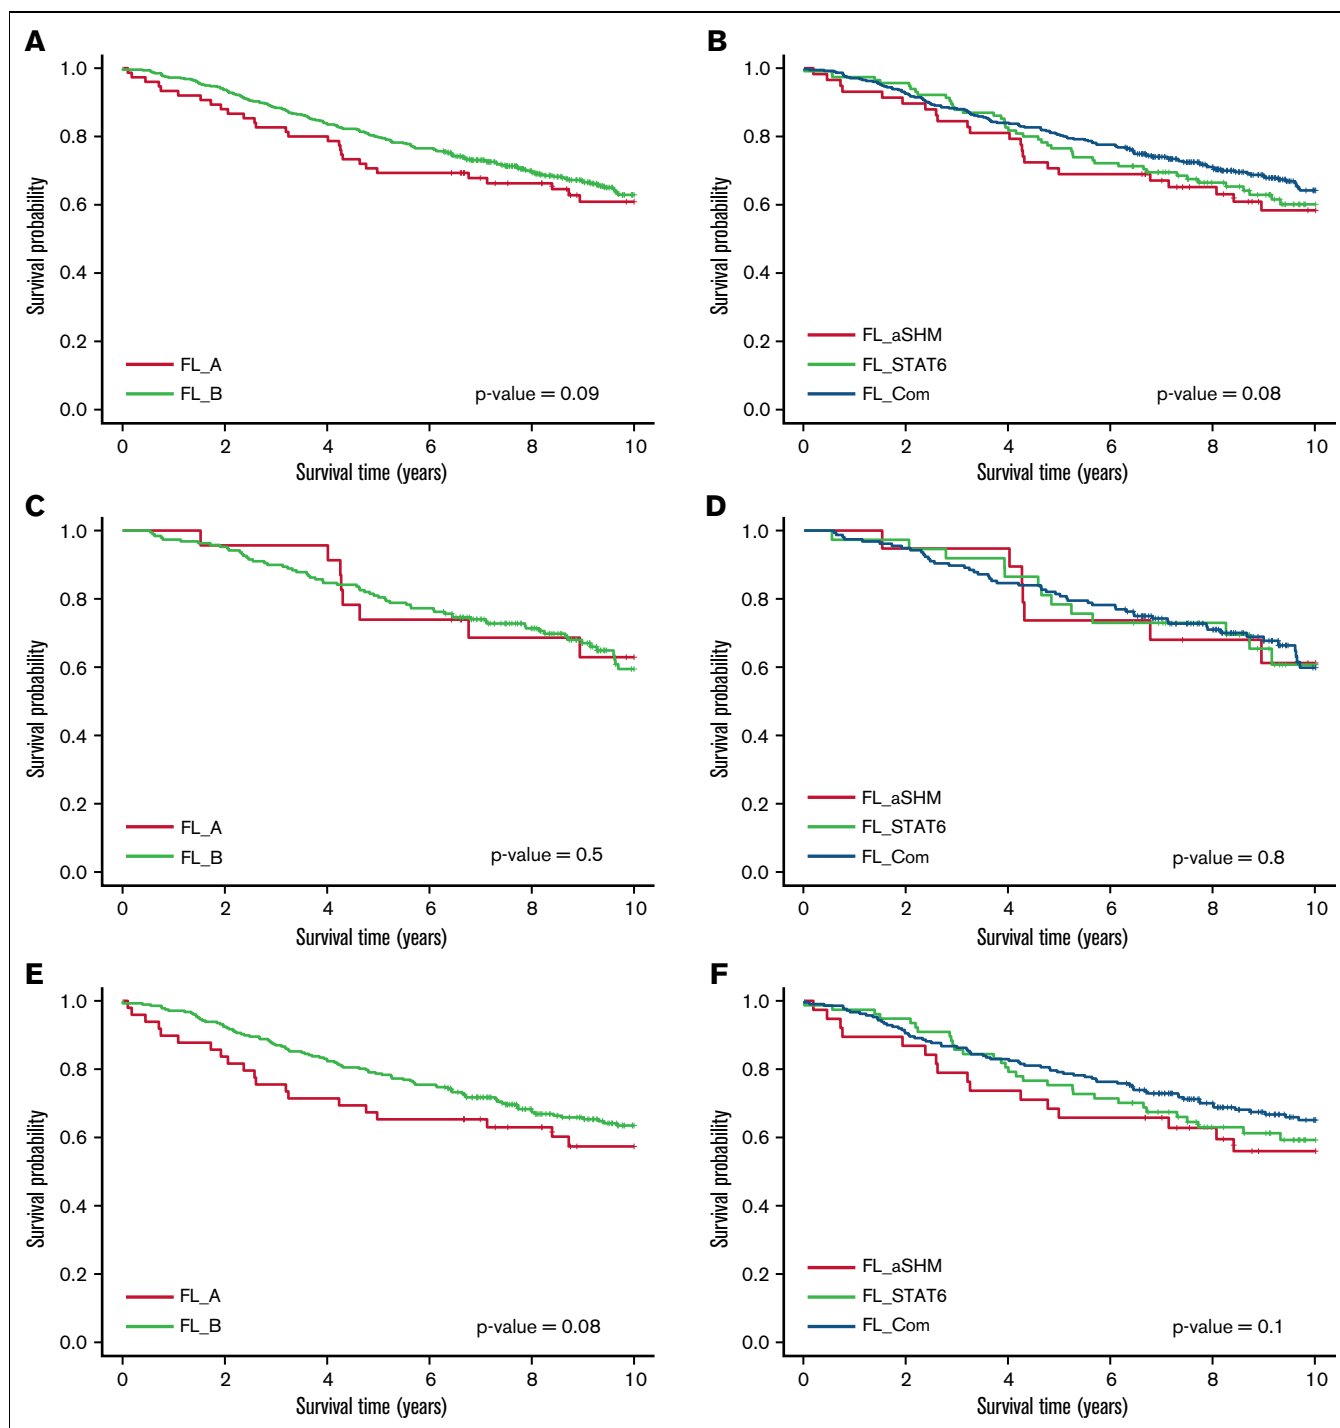 A
1.0
0.8
0.6
0.4
0.2
0.0
Survival probability
FL_A
FL_B
p-value = 0.09
0 2 4 6 8 10
Survival time (years)
B
1.0
0.8
0.6
0.4
0.2
0.0
Survival probability
FL_aSHM
FL_STAT6
FL_Com
p-value = 0.08
0 2 4 6 8 10
Survival time (years)
C
1.0
0.8
0.6
0.4
0.2
0.0
Survival probability
FL_A
FL_B
p-value = 0.5
0 2 4 6 8 10
Survival time (years)
D
1.0
0.8
0.6
0.4
0.2
0.0
Survival probability
FL_aSHM
FL_STAT6
FL_Com
p-value = 0.8
0 2 4 6 8 10
Survival time (years)
E
1.0
0.8
0.6
0.4
0.2
0.0
Survival probability
FL_A
FL_B
p-value = 0.08
0 2 4 6 8 10
Survival time (years)
F
1.0
0.8
0.6
0.4
0.2
0.0
Survival probability
FL_aSHM
FL_STAT6
FL_Com
p-value = 0.1
0 2 4 6 8 10
Survival time (years)